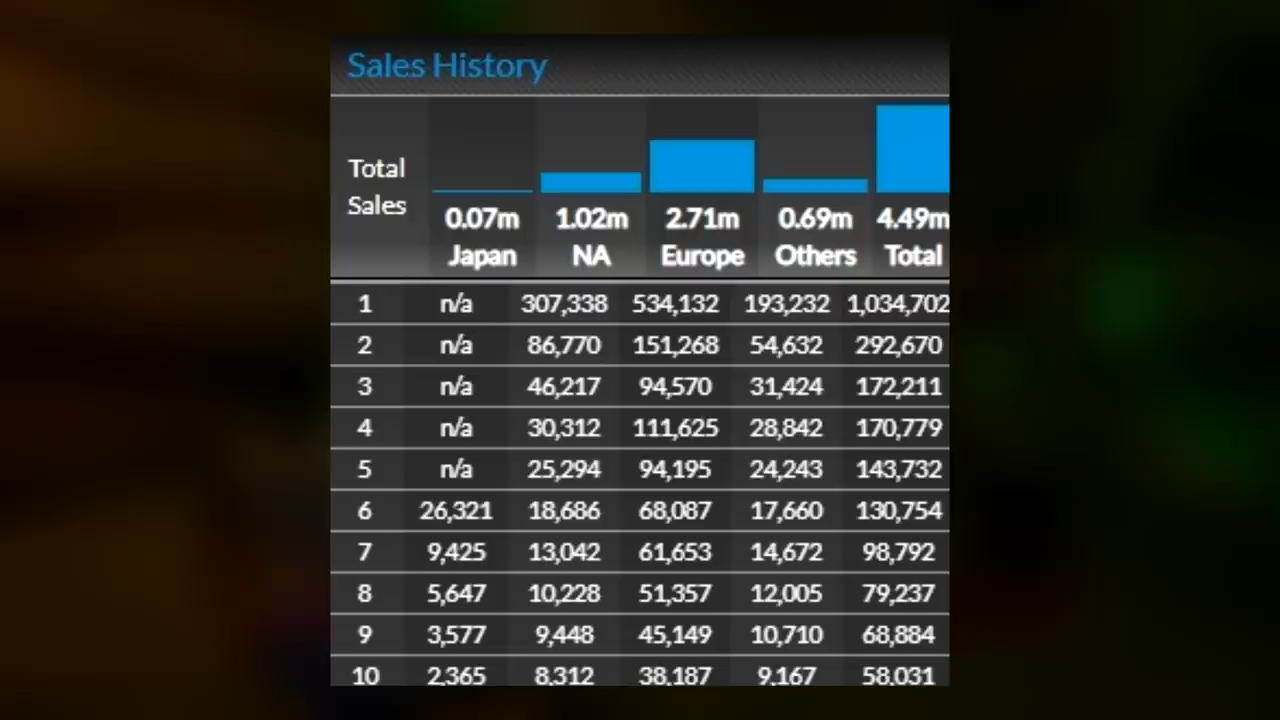 Sales History
Total
Sales
0.07m 1.02m 2.71m 0.69m 4.49m
Japan NA Europe Others Total
1 n/a 307,338 534,132 193,232 1,034,702
2 n/a 86,770 151,268 54,632 292,670
3 n/a 46,217 94,570 31,424 172,211
4 n/a 30,312 111,625 28,842 170,779
5 n/a 25,294 94,195 24,243 143,732
6 26,321 18,686 68,087 17,660 130,754
7 9,425 13,042 61,653 14,672 98,792
8 5,647 10,228 51,357 12,005 79,237
9 3,577 9,448 45,149 10,710 68,884
10 2,365 8,312 38,187 9,167 58,031